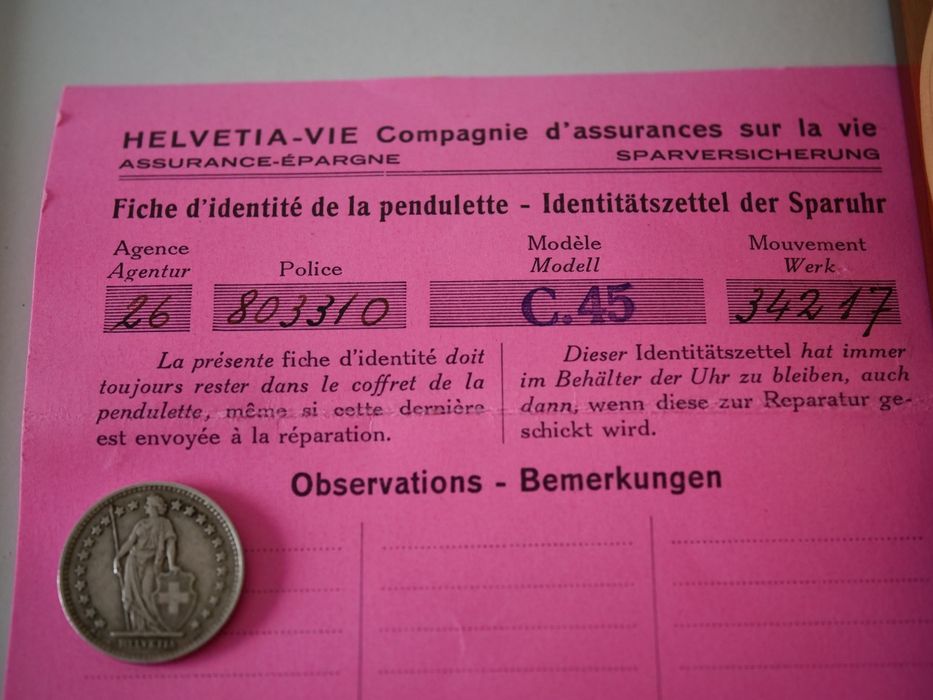 HELVETIA-VIE Compagnie d'assurances sur la vie
ASSURANCE-ÉPARGNE SPARVERSICHERUNG
Fiche d'identité de la pendulette - Identitätszettel der Sparuhr
Agence Modèle Mouvement
Agentur Police Modell Werk
26 803310 C.45 34217
La présente fiche d'identité doit
toujours rester dans le coffret de la
pendulette, même si cette dernière
est envoyée à la réparation.
Dieser Identitätszettel hat immer
im Behälter der Uhr zu bleiben, auch
dann, wenn diese zur Reparatur ge-
schickt wird.
Observations - Bemerkungen
HELVETIA